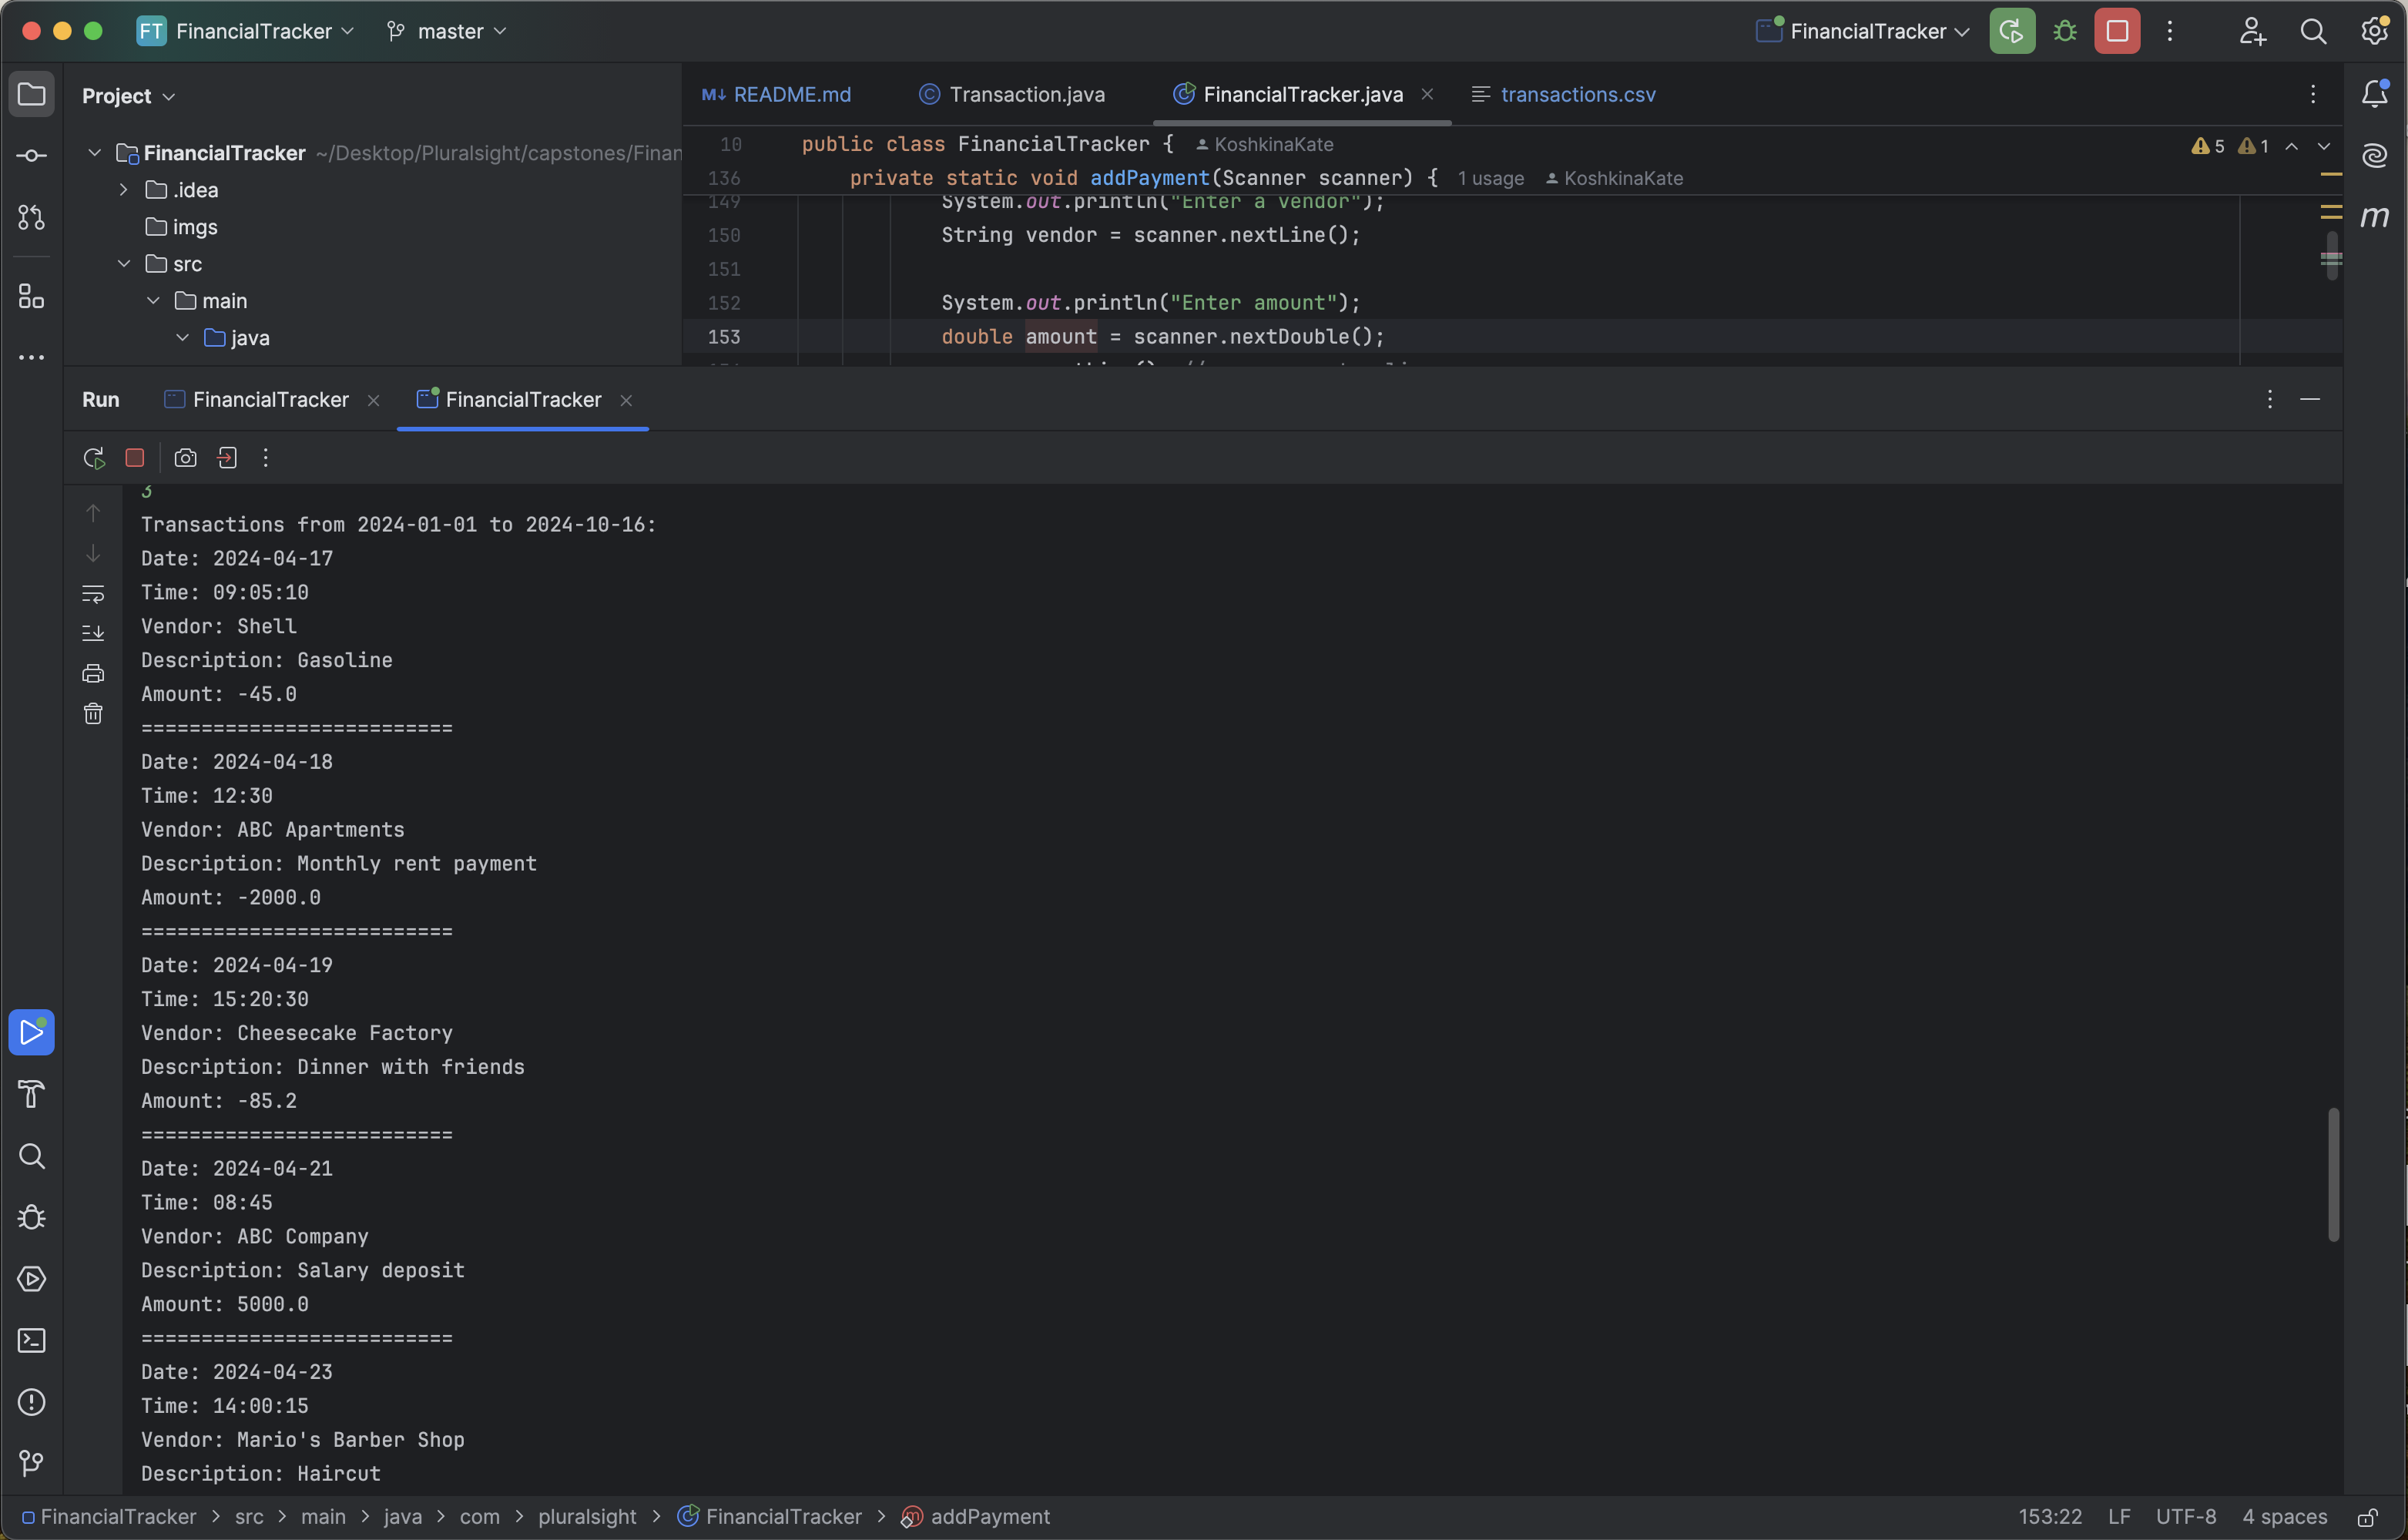 FT FinancialTracker master FinancialTracker
Project
README.md Transaction.java FinancialTracker.java transactions.csv
FinancialTracker ~/Desktop/Pluralsight/capstones/Finan
.idea
imgs
src
main
java
10 public class FinancialTracker { KoshkinaKate 5 1
136 private static void addPayment(Scanner scanner) { 1 usage KoshkinaKate
149 System.out.println("Enter a vendor");
150 String vendor = scanner.nextLine();
151
152 System.out.println("Enter amount");
153 double amount = scanner.nextDouble();
Run FinancialTracker FinancialTracker
3
Transactions from 2024-01-01 to 2024-10-16:
Date: 2024-04-17
Time: 09:05:10
Vendor: Shell
Description: Gasoline
Amount: -45.0
==========================
Date: 2024-04-18
Time: 12:30
Vendor: ABC Apartments
Description: Monthly rent payment
Amount: -2000.0
==========================
Date: 2024-04-19
Time: 15:20:30
Vendor: Cheesecake Factory
Description: Dinner with friends
Amount: -85.2
==========================
Date: 2024-04-21
Time: 08:45
Vendor: ABC Company
Description: Salary deposit
Amount: 5000.0
==========================
Date: 2024-04-23
Time: 14:00:15
Vendor: Mario's Barber Shop
Description: Haircut
FinancialTracker > src > main > java > com > pluralsight > FinancialTracker > addPayment 153:22 LF UTF-8 4 spaces